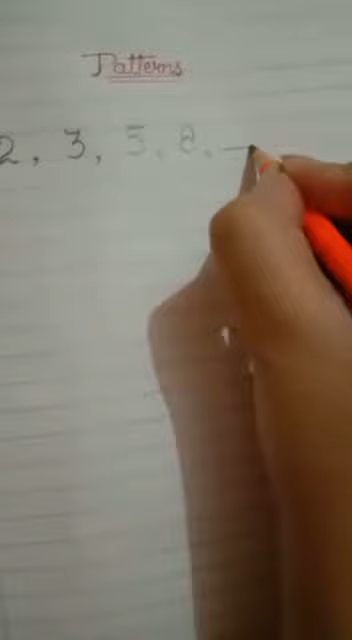 Patterns
2, 3, 5, 8, —